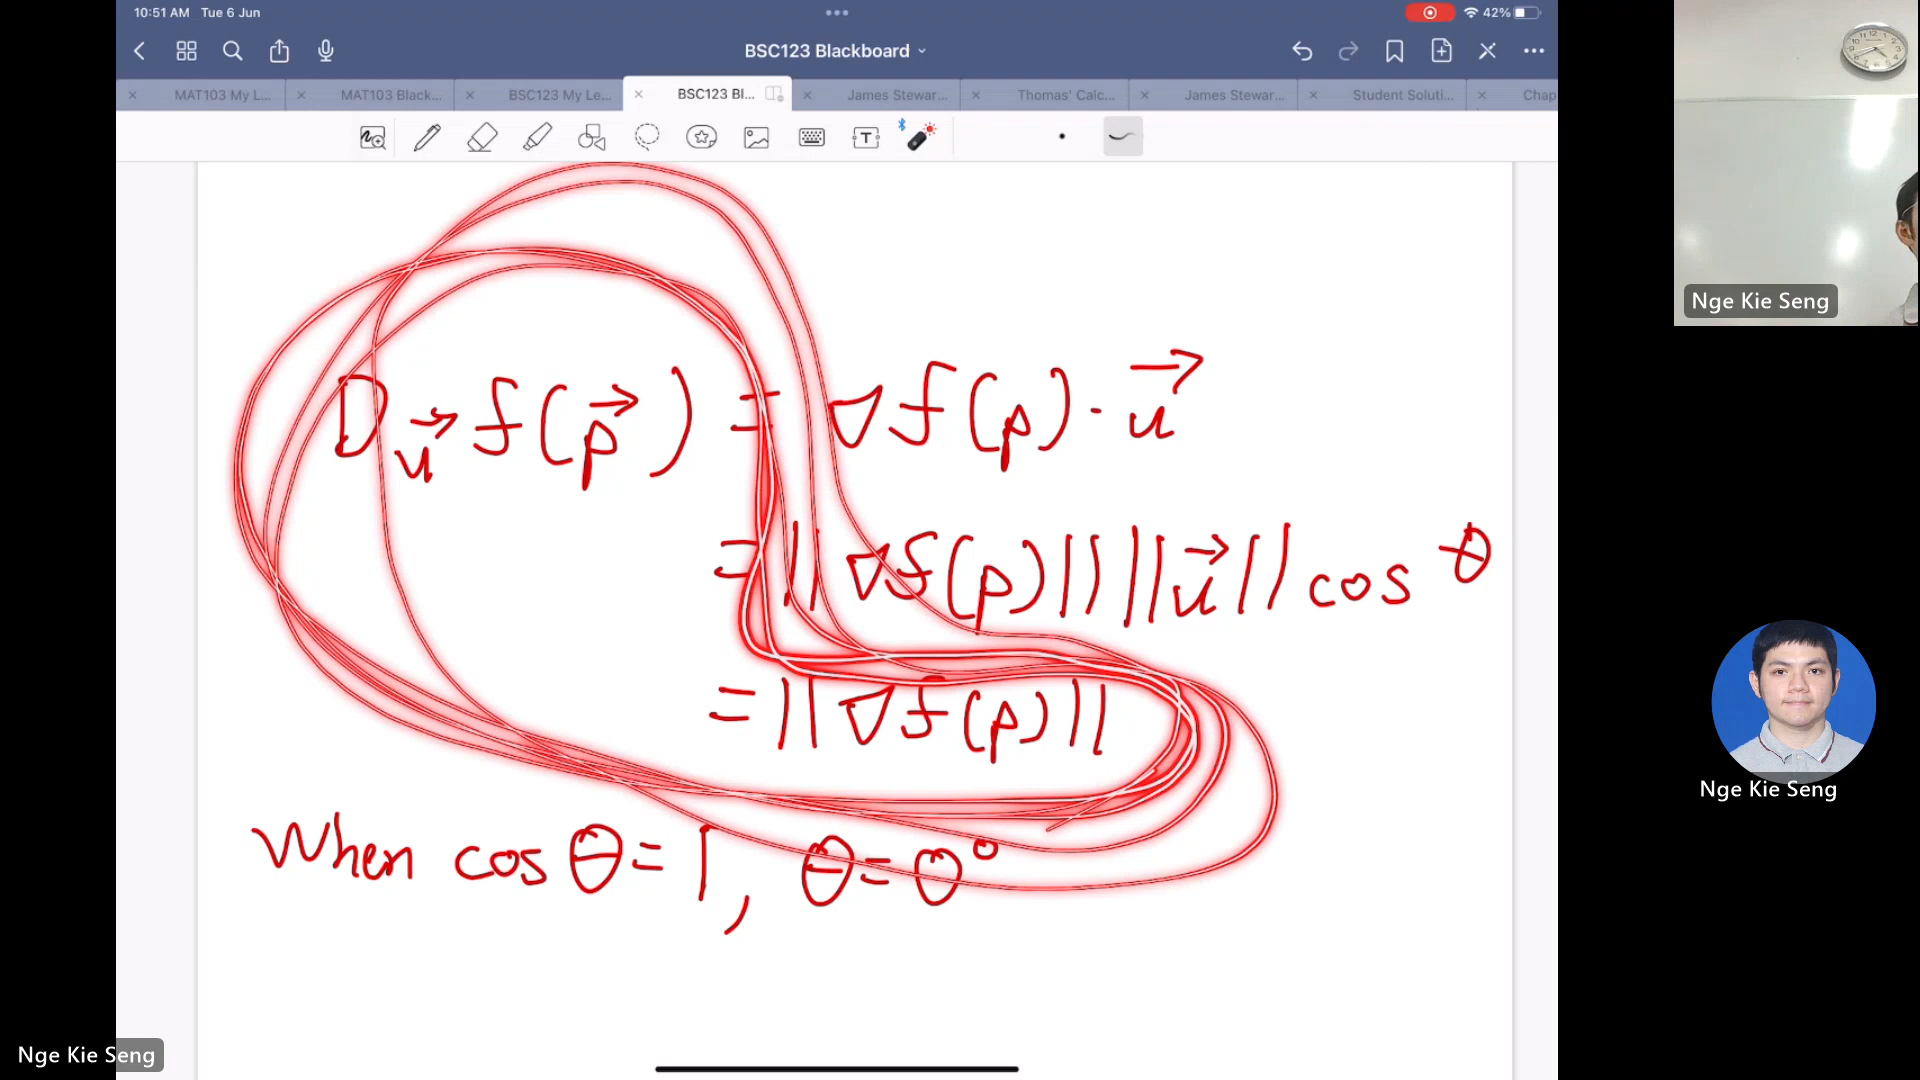 10:51 AM Tue 6 Jun
42%
BSC123 Blackboard
MAT103 My L...
MAT103 Black...
BSC123 My Le...
BSC123 Bl...
James Stewar...
Thomas' Calc...
James Stewar...
Student Soluti...
Chap
T
D_u⃗ f(p⃗) = ∇f(p)·u⃗
= ||∇f(p)|| ||u⃗|| cos θ
= ||∇f(p)||
When cos θ = 1, θ = 0°
Nge Kie Seng
Nge Kie Seng
Nge Kie Seng